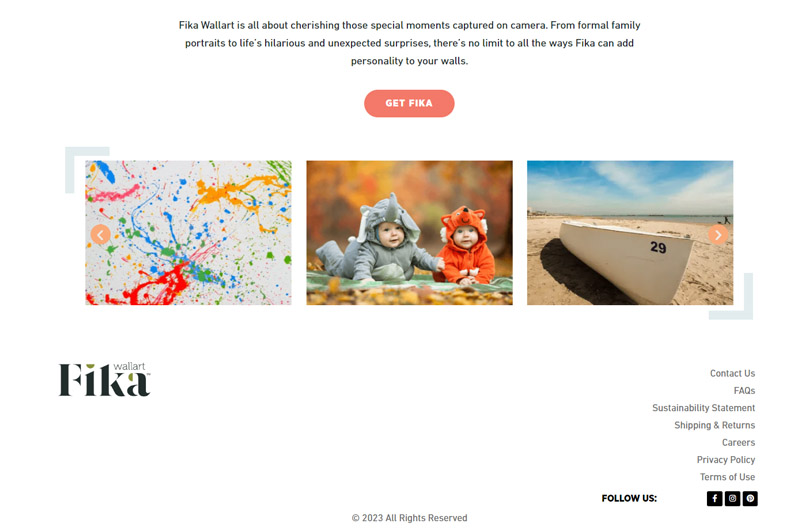 Fika Wallart is all about cherishing those special moments captured on camera. From formal family
portraits to life's hilarious and unexpected surprises, there's no limit to all the ways Fika can add
personality to your walls.
GET FIKA
29
wallart
Fika
Contact Us
FAQs
Sustainability Statement
Shipping & Returns
Careers
Privacy Policy
Terms of Use
FOLLOW US:
© 2023 All Rights Reserved